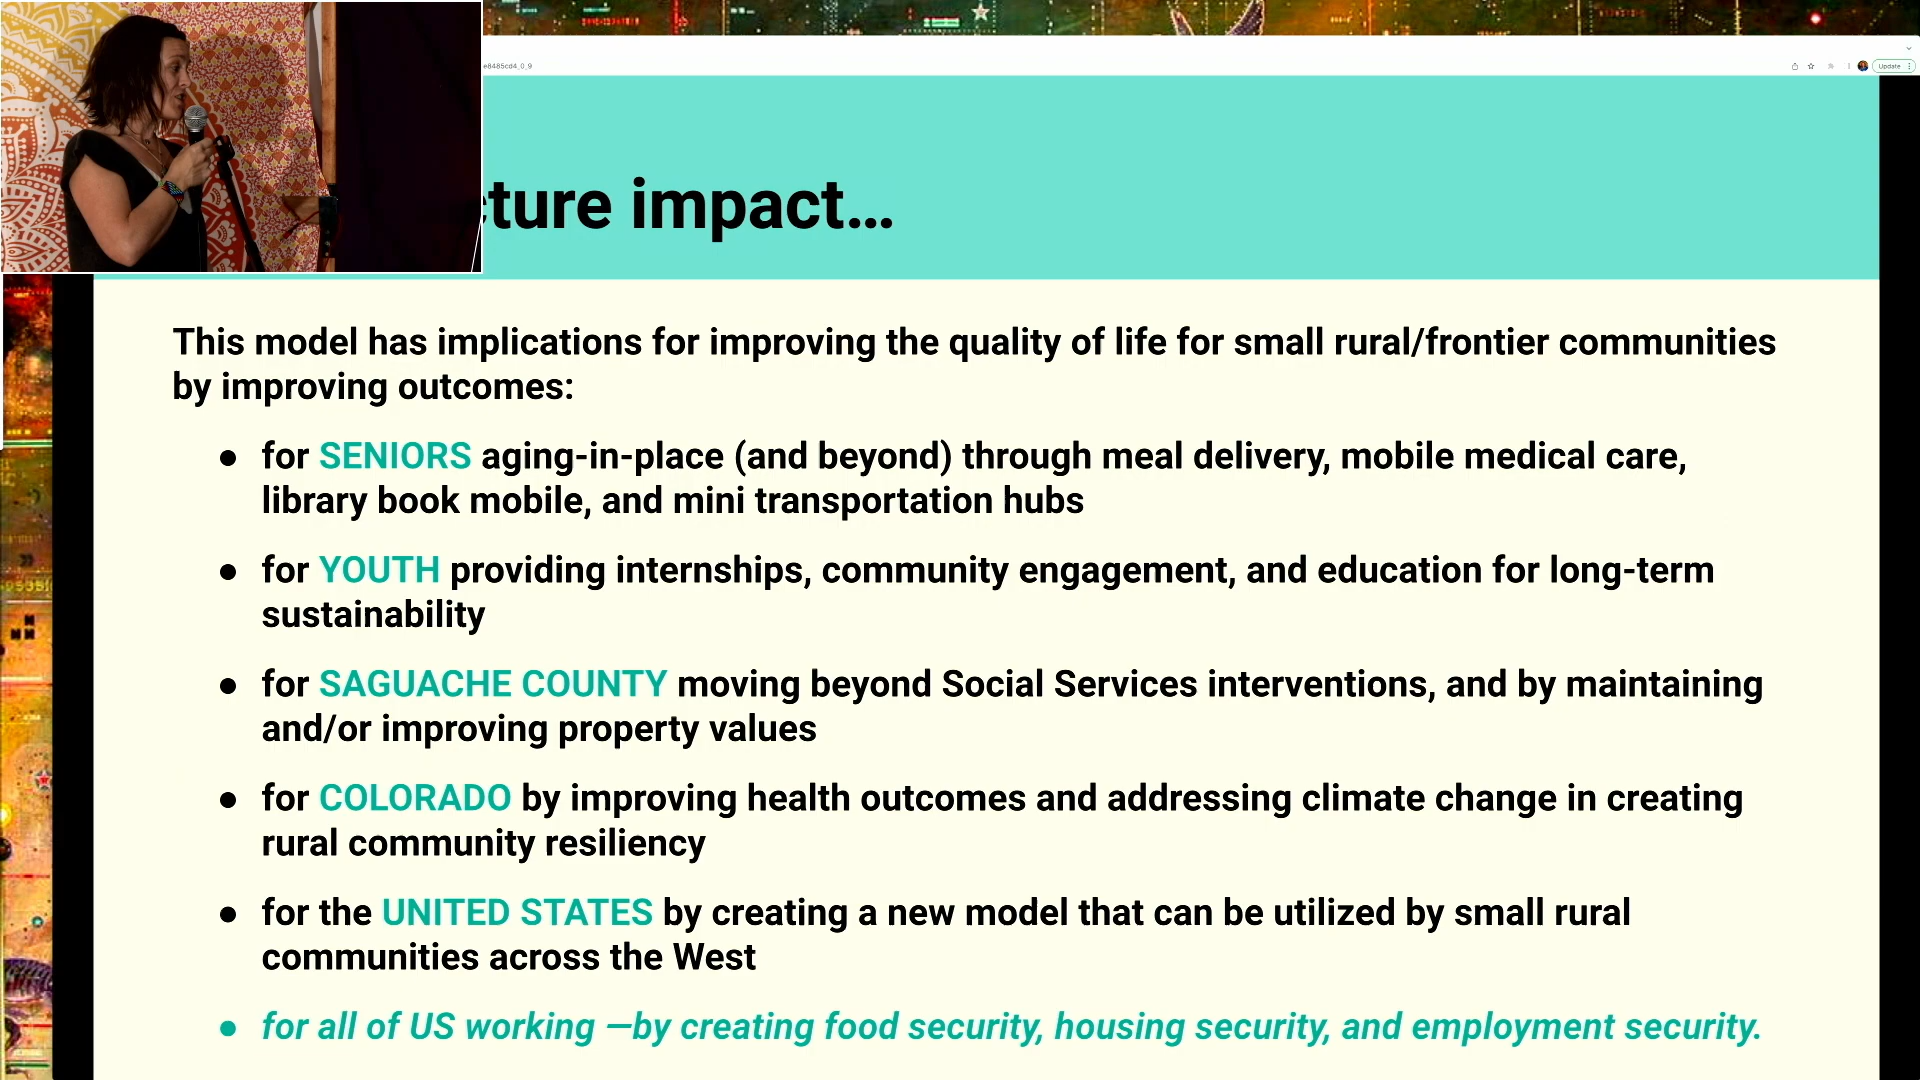 e8485cd4_0_9
Update
cture impact...
This model has implications for improving the quality of life for small rural/frontier communities
by improving outcomes:
● for SENIORS aging-in-place (and beyond) through meal delivery, mobile medical care,
library book mobile, and mini transportation hubs
● for YOUTH providing internships, community engagement, and education for long-term
sustainability
● for SAGUACHE COUNTY moving beyond Social Services interventions, and by maintaining
and/or improving property values
● for COLORADO by improving health outcomes and addressing climate change in creating
rural community resiliency
● for the UNITED STATES by creating a new model that can be utilized by small rural
communities across the West
● for all of US working —by creating food security, housing security, and employment security.